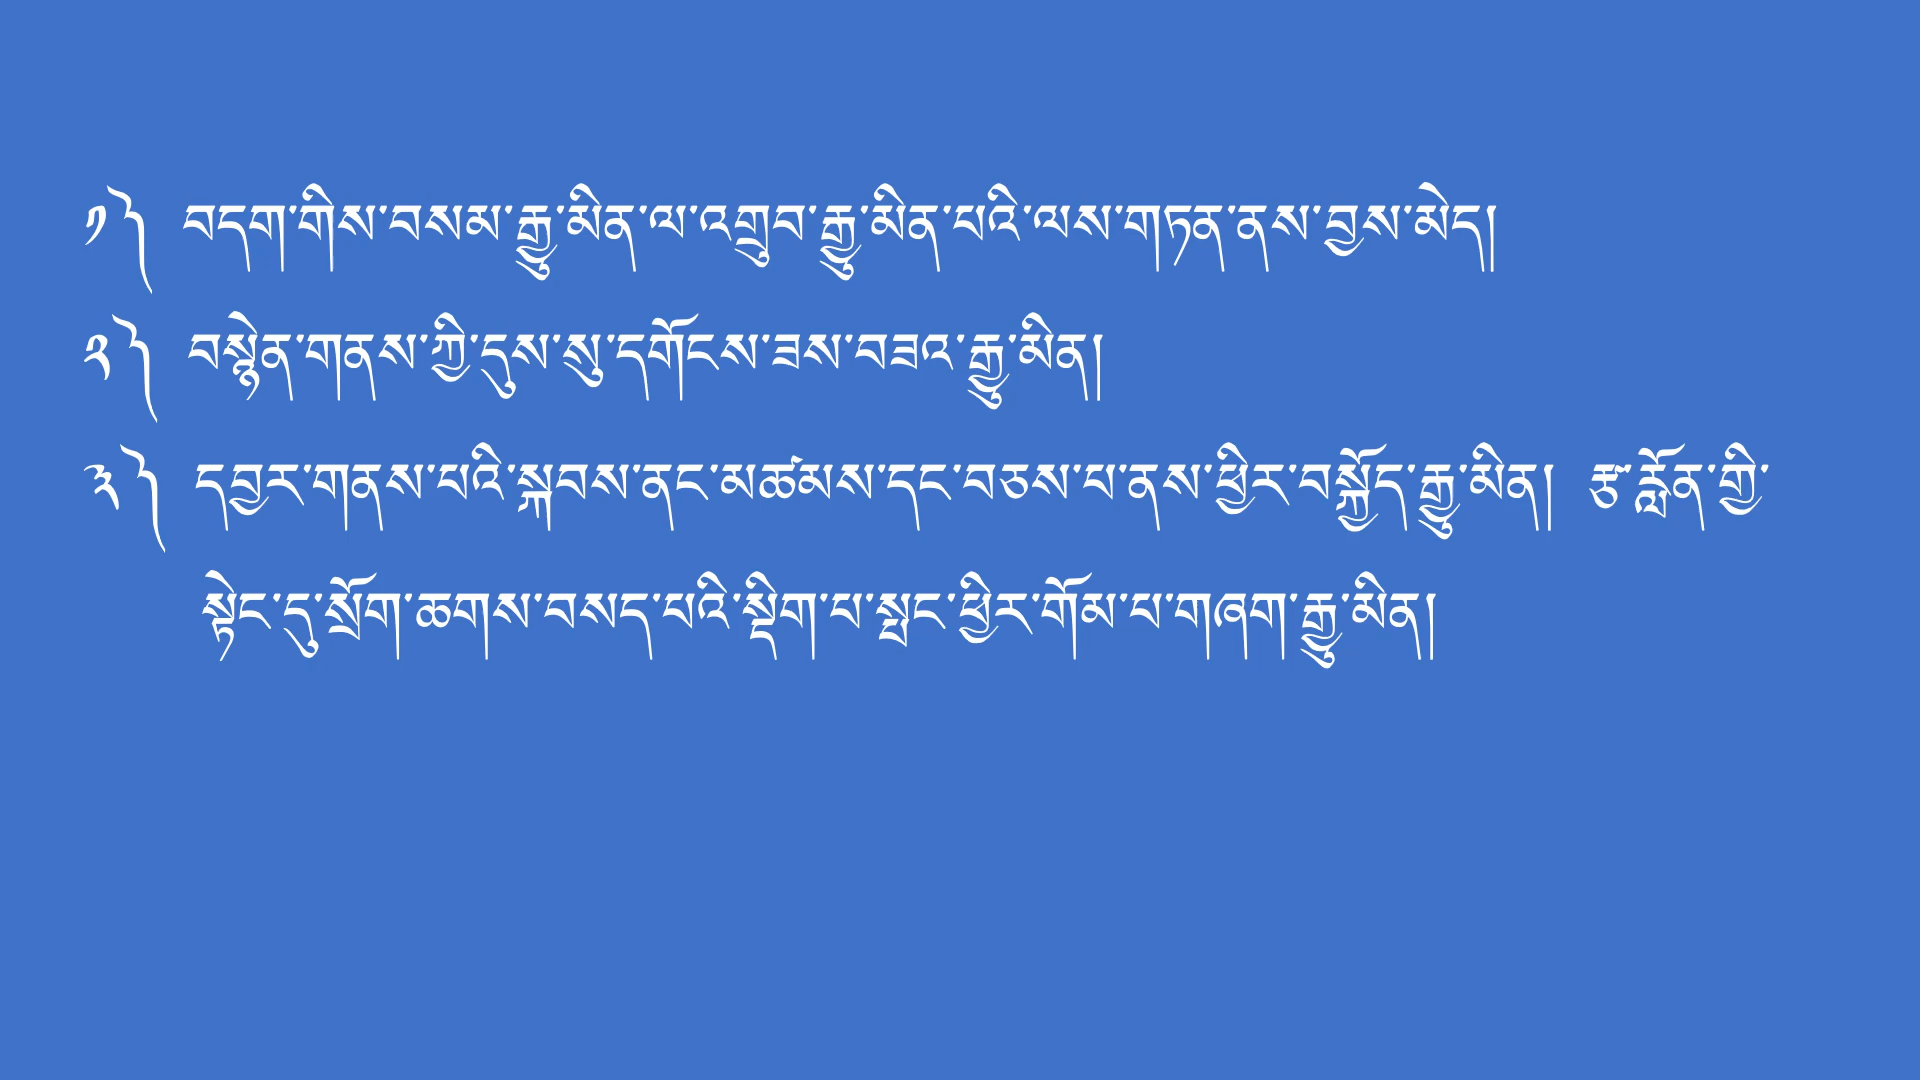 ༡༽ བདག་གིས་བསམ་རྒྱུ་མིན་ལ་འགྲུབ་རྒྱུ་མིན་པའི་ལས་གཏན་ནས་བྱས་མེད།
༢༽ བསྙེན་གནས་ཀྱི་དུས་སུ་དགོངས་ཟས་བཟའ་རྒྱུ་མིན།
༣༽ དབྱར་གནས་པའི་སྐབས་ནང་མཚམས་དང་བཅས་པ་ནས་ཕྱིར་བསྐྱོད་རྒྱུ་མིན། རྩྭ་རློན་གྱི་
སྟེང་དུ་སྲོག་ཆགས་བསད་པའི་སྡིག་པ་སྤང་ཕྱིར་གོམ་པ་གཞག་རྒྱུ་མིན།